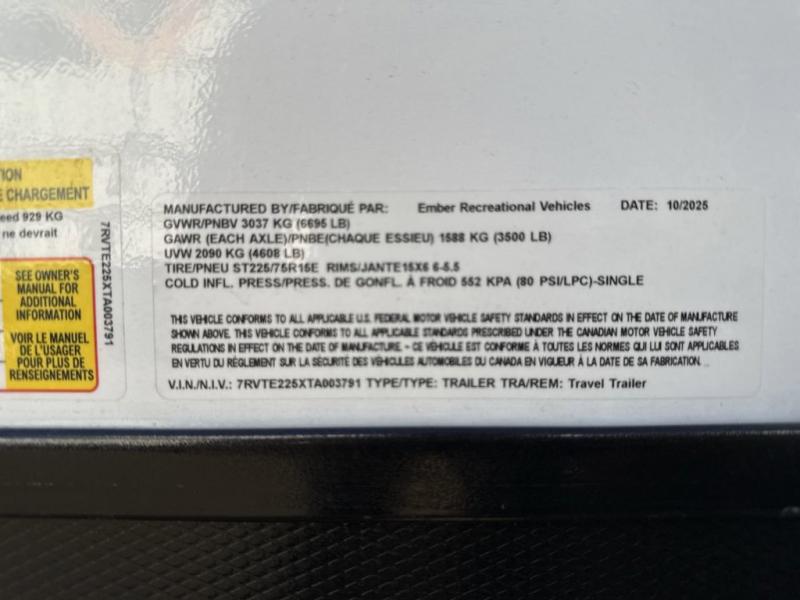 TION
E CHARGEMENT
eed 929 KG
ne devrait
SEE OWNER'S
MANUAL FOR
ADDITIONAL
INFORMATION
VOIR LE MANUEL
DE L'USAGER
POUR PLUS DE
RENSEIGNEMENTS
7RVTE225XTA003791
MANUFACTURED BY/FABRIQUÉ PAR: Ember Recreational Vehicles DATE: 10/2025
GVWR/PNBV 3037 KG (6695 LB)
GAWR (EACH AXLE)/PNBE(CHAQUE ESSIEU) 1588 KG (3500 LB)
UVW 2090 KG (4608 LB)
TIRE/PNEU ST225/75R15E RIMS/JANTE15X6 6-5.5
COLD INFL. PRESS/PRESS. DE GONFL. À FROID 552 KPA (80 PSI/LPC)-SINGLE
THIS VEHICLE CONFORMS TO ALL APPLICABLE U.S. FEDERAL MOTOR VEHICLE SAFETY STANDARDS IN EFFECT ON THE DATE OF MANUFACTURE
SHOWN ABOVE. THIS VEHICLE CONFORMS TO ALL APPLICABLE STANDARDS PRESCRIBED UNDER THE CANADIAN MOTOR VEHICLE SAFETY
REGULATIONS IN EFFECT ON THE DATE OF MANUFACTURE. - CE VÉHICULE EST CONFORME À TOUTES LES NORMES QUI LUI SONT APPLICABLES
EN VERTU DU RÈGLEMENT SUR LA SÉCURITÉ DES VÉHICULES AUTOMOBILES DU CANADA EN VIGUEUR À LA DATE DE SA FABRICATION.
V.I.N./N.I.V.: 7RVTE225XTA003791 TYPE/TYPE: TRAILER TRA/REM: Travel Trailer